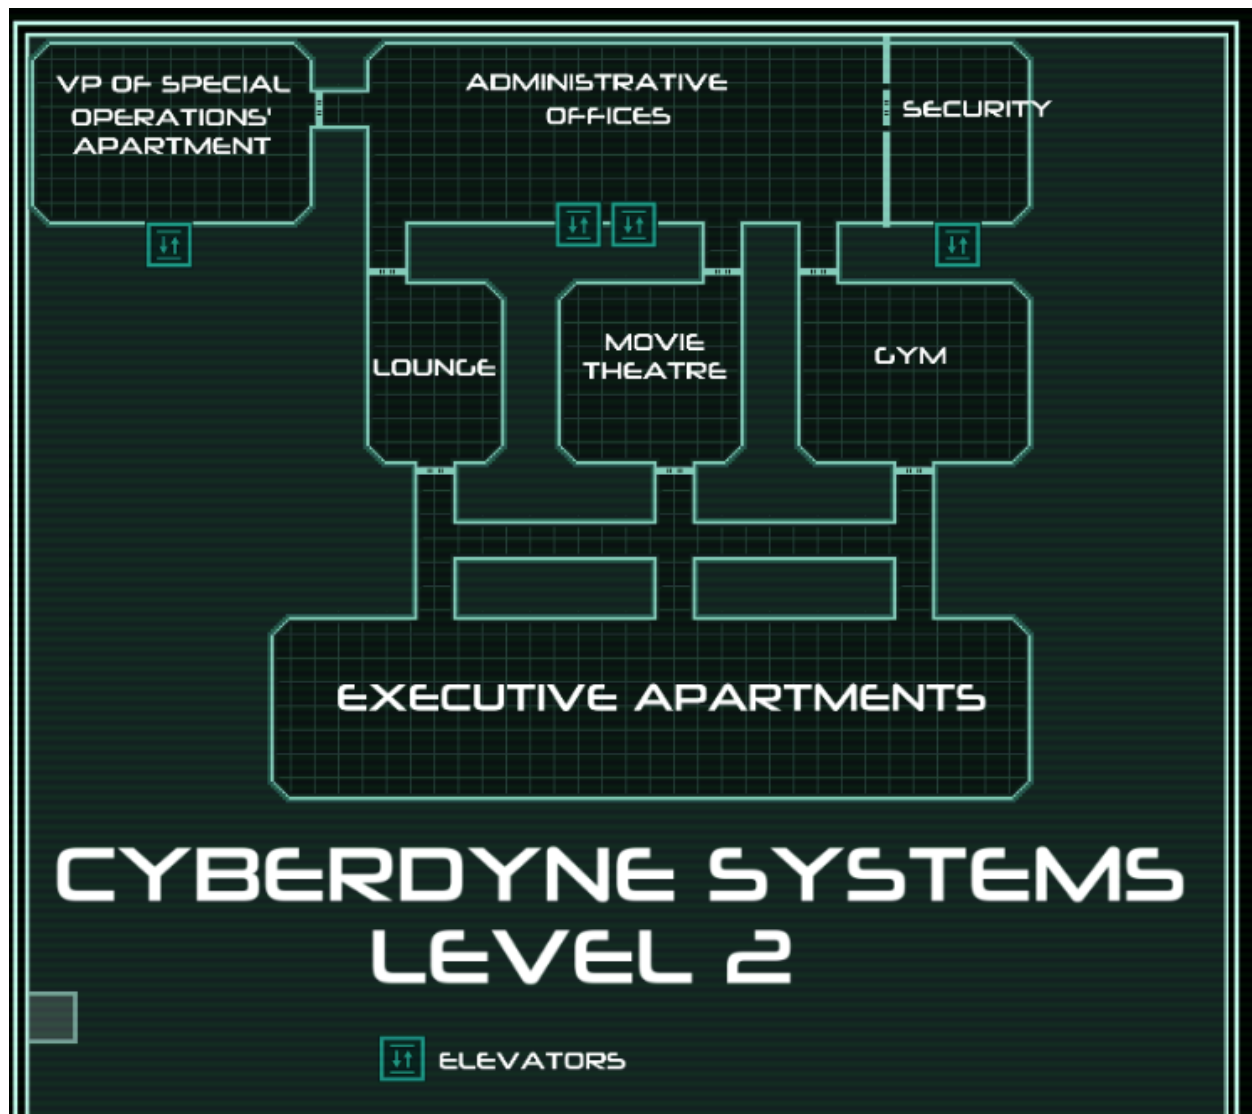 VP OF SPECIAL
OPERATIONS'
APARTMENT
ADMINISTRATIVE
OFFICES
SECURITY
LOUNGE
MOVIE
THEATRE
GYM
EXECUTIVE APARTMENTS
CYBERDYNE SYSTEMS
LEVEL 2
ELEVATORS